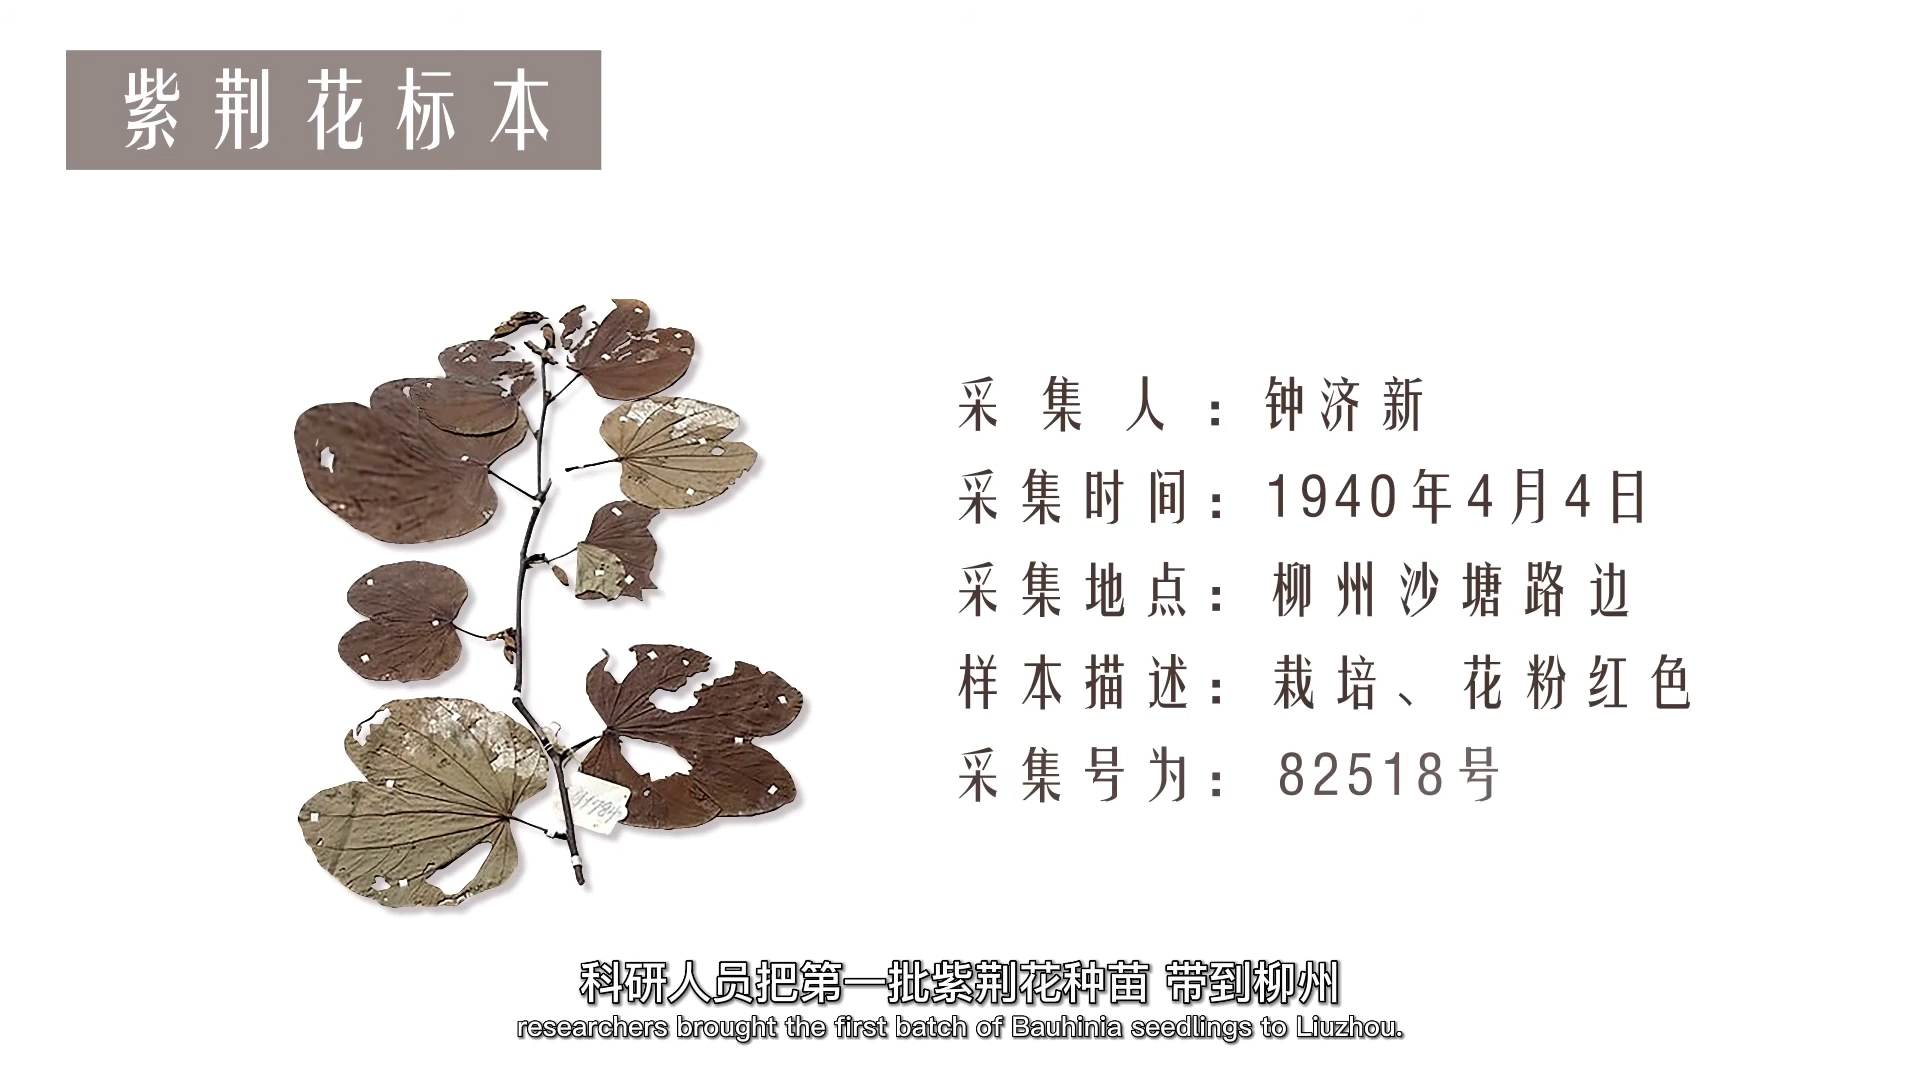 紫荆花标本
采集人：钟济新
采集时间：1940年4月4日
采集地点：柳州沙塘路边
样本描述：栽培、花粉红色
采集号为：82518号
科研人员把第一批紫荆花种苗 带到柳州
researchers brought the first batch of Bauhinia seedlings to Liuzhou.